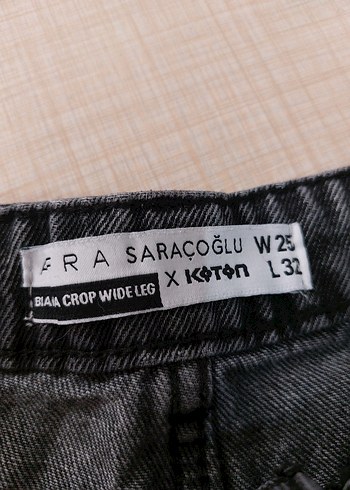 SARAÇOĞLU W 25
CROP WIDE LEG X KOTON L 32